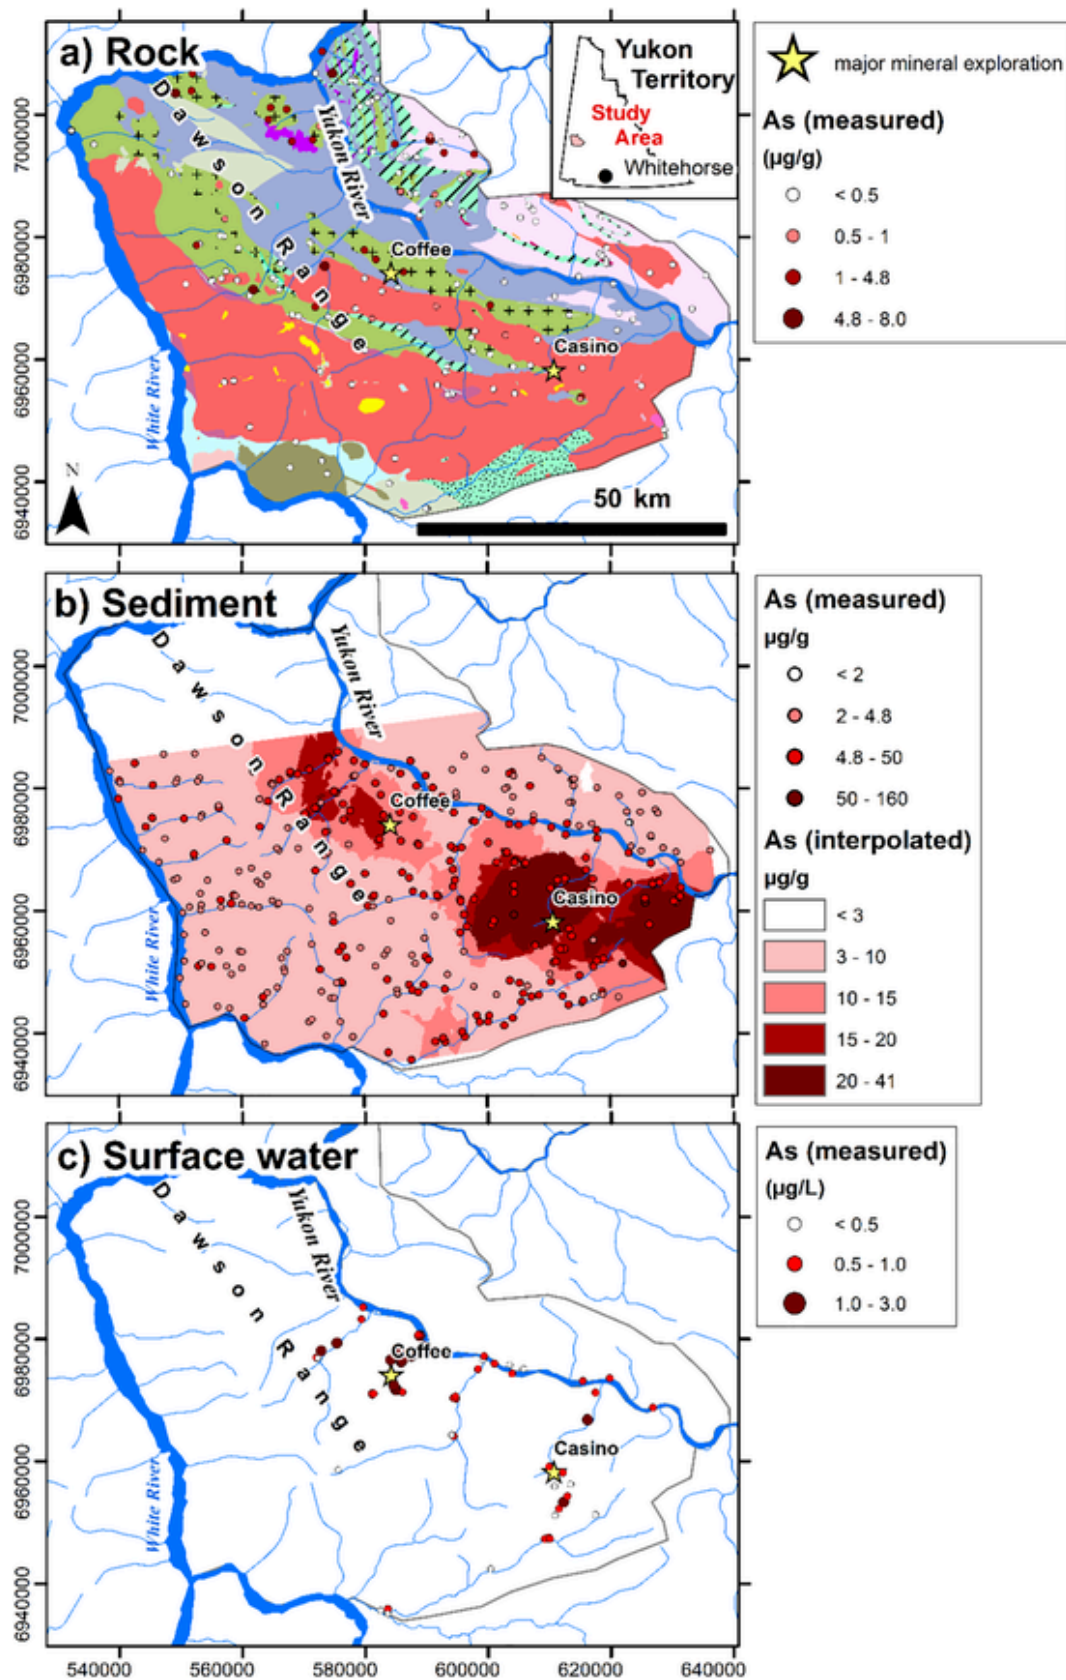 a) Rock
Dawson Range
Yukon River
White River
Coffee
Casino
N
50 km
Yukon
Territory
Study
Area
Whitehorse
7000000
6980000
6960000
6940000
major mineral exploration
As (measured)
(µg/g)
< 0.5
0.5 - 1
1 - 4.8
4.8 - 8.0
b) Sediment
Dawson Range
Yukon River
White River
Coffee
Casino
7000000
6980000
6960000
6940000
As (measured)
µg/g
< 2
2 - 4.8
4.8 - 50
50 - 160
As (interpolated)
µg/g
< 3
3 - 10
10 - 15
15 - 20
20 - 41
c) Surface water
Dawson Range
Yukon River
White River
Coffee
Casino
7000000
6980000
6960000
6940000
540000 560000 580000 600000 620000 640000
As (measured)
(µg/L)
< 0.5
0.5 - 1.0
1.0 - 3.0